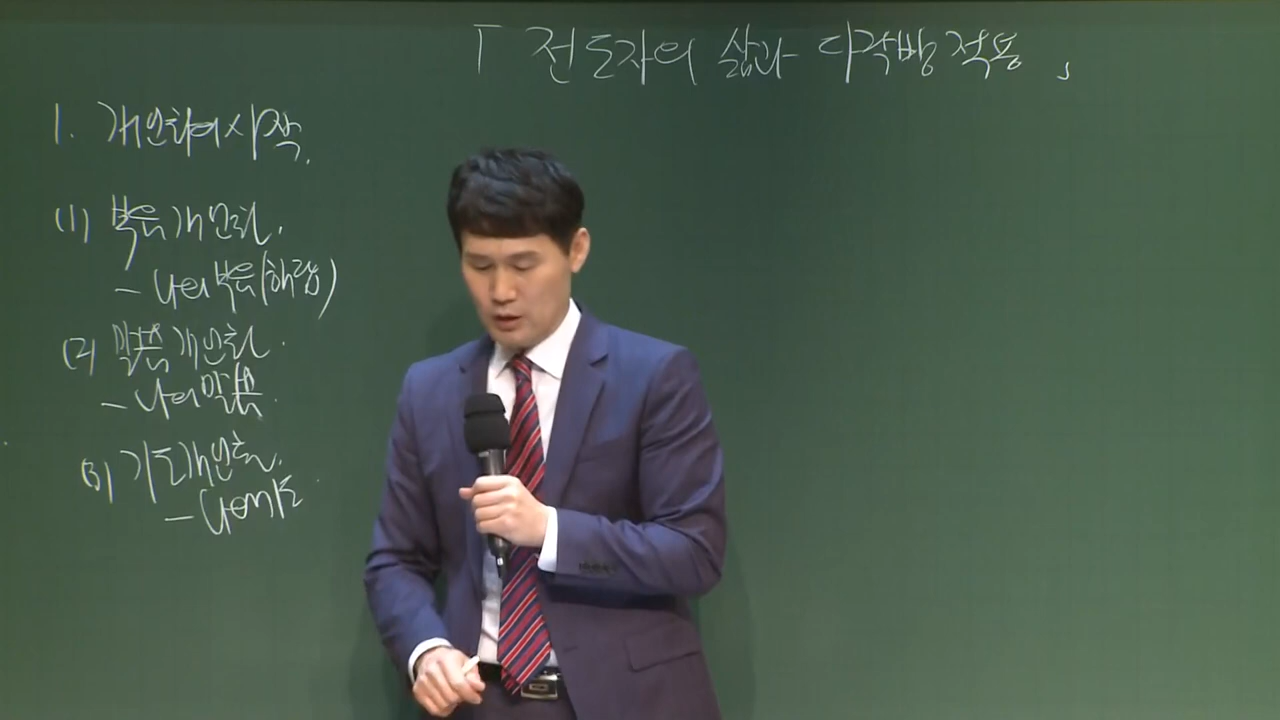 「 전도자의 삶과 다락방 적용 」
1. 개인화의 시작.
(1) 복음개인화.
- 나의 복음(해답)
(2) 말씀개인화.
- 나의 말씀.
(3) 기도개인화.
- 나의 기도.